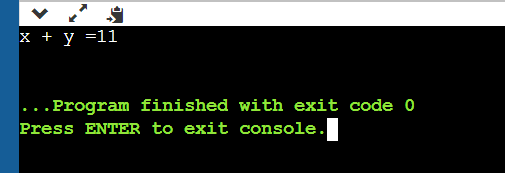 x + y =11
...Program finished with exit code 0
Press ENTER to exit console.